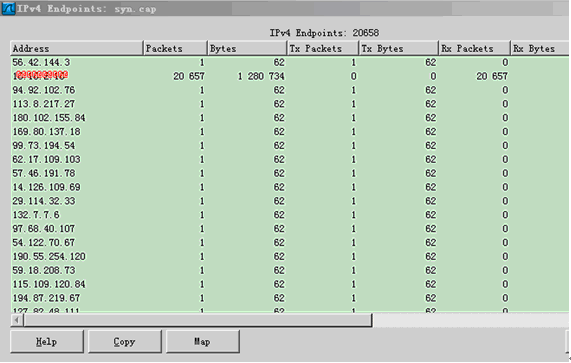 IPv4 Endpoints: syn.cap
IPv4 Endpoints: 20658
Address Packets Bytes Tx Packets Tx Bytes Rx Packets Rx Bytes
56.42.144.3 1 62 1 62 0
20 657 1 280 734 0 0 20 657
94.92.102.76 1 62 1 62 0
113.8.217.27 1 62 1 62 0
180.102.155.84 1 62 1 62 0
169.80.137.18 1 62 1 62 0
99.73.194.54 1 62 1 62 0
62.17.109.103 1 62 1 62 0
57.46.191.78 1 62 1 62 0
14.126.109.69 1 62 1 62 0
29.114.32.33 1 62 1 62 0
132.7.7.6 1 62 1 62 0
97.68.40.107 1 62 1 62 0
54.122.70.67 1 62 1 62 0
190.55.254.120 1 62 1 62 0
59.18.208.73 1 62 1 62 0
115.109.120.84 1 62 1 62 0
194.87.219.67 1 62 1 62 0
127.82.48.111 1 62 1 62 0
Help Copy Map